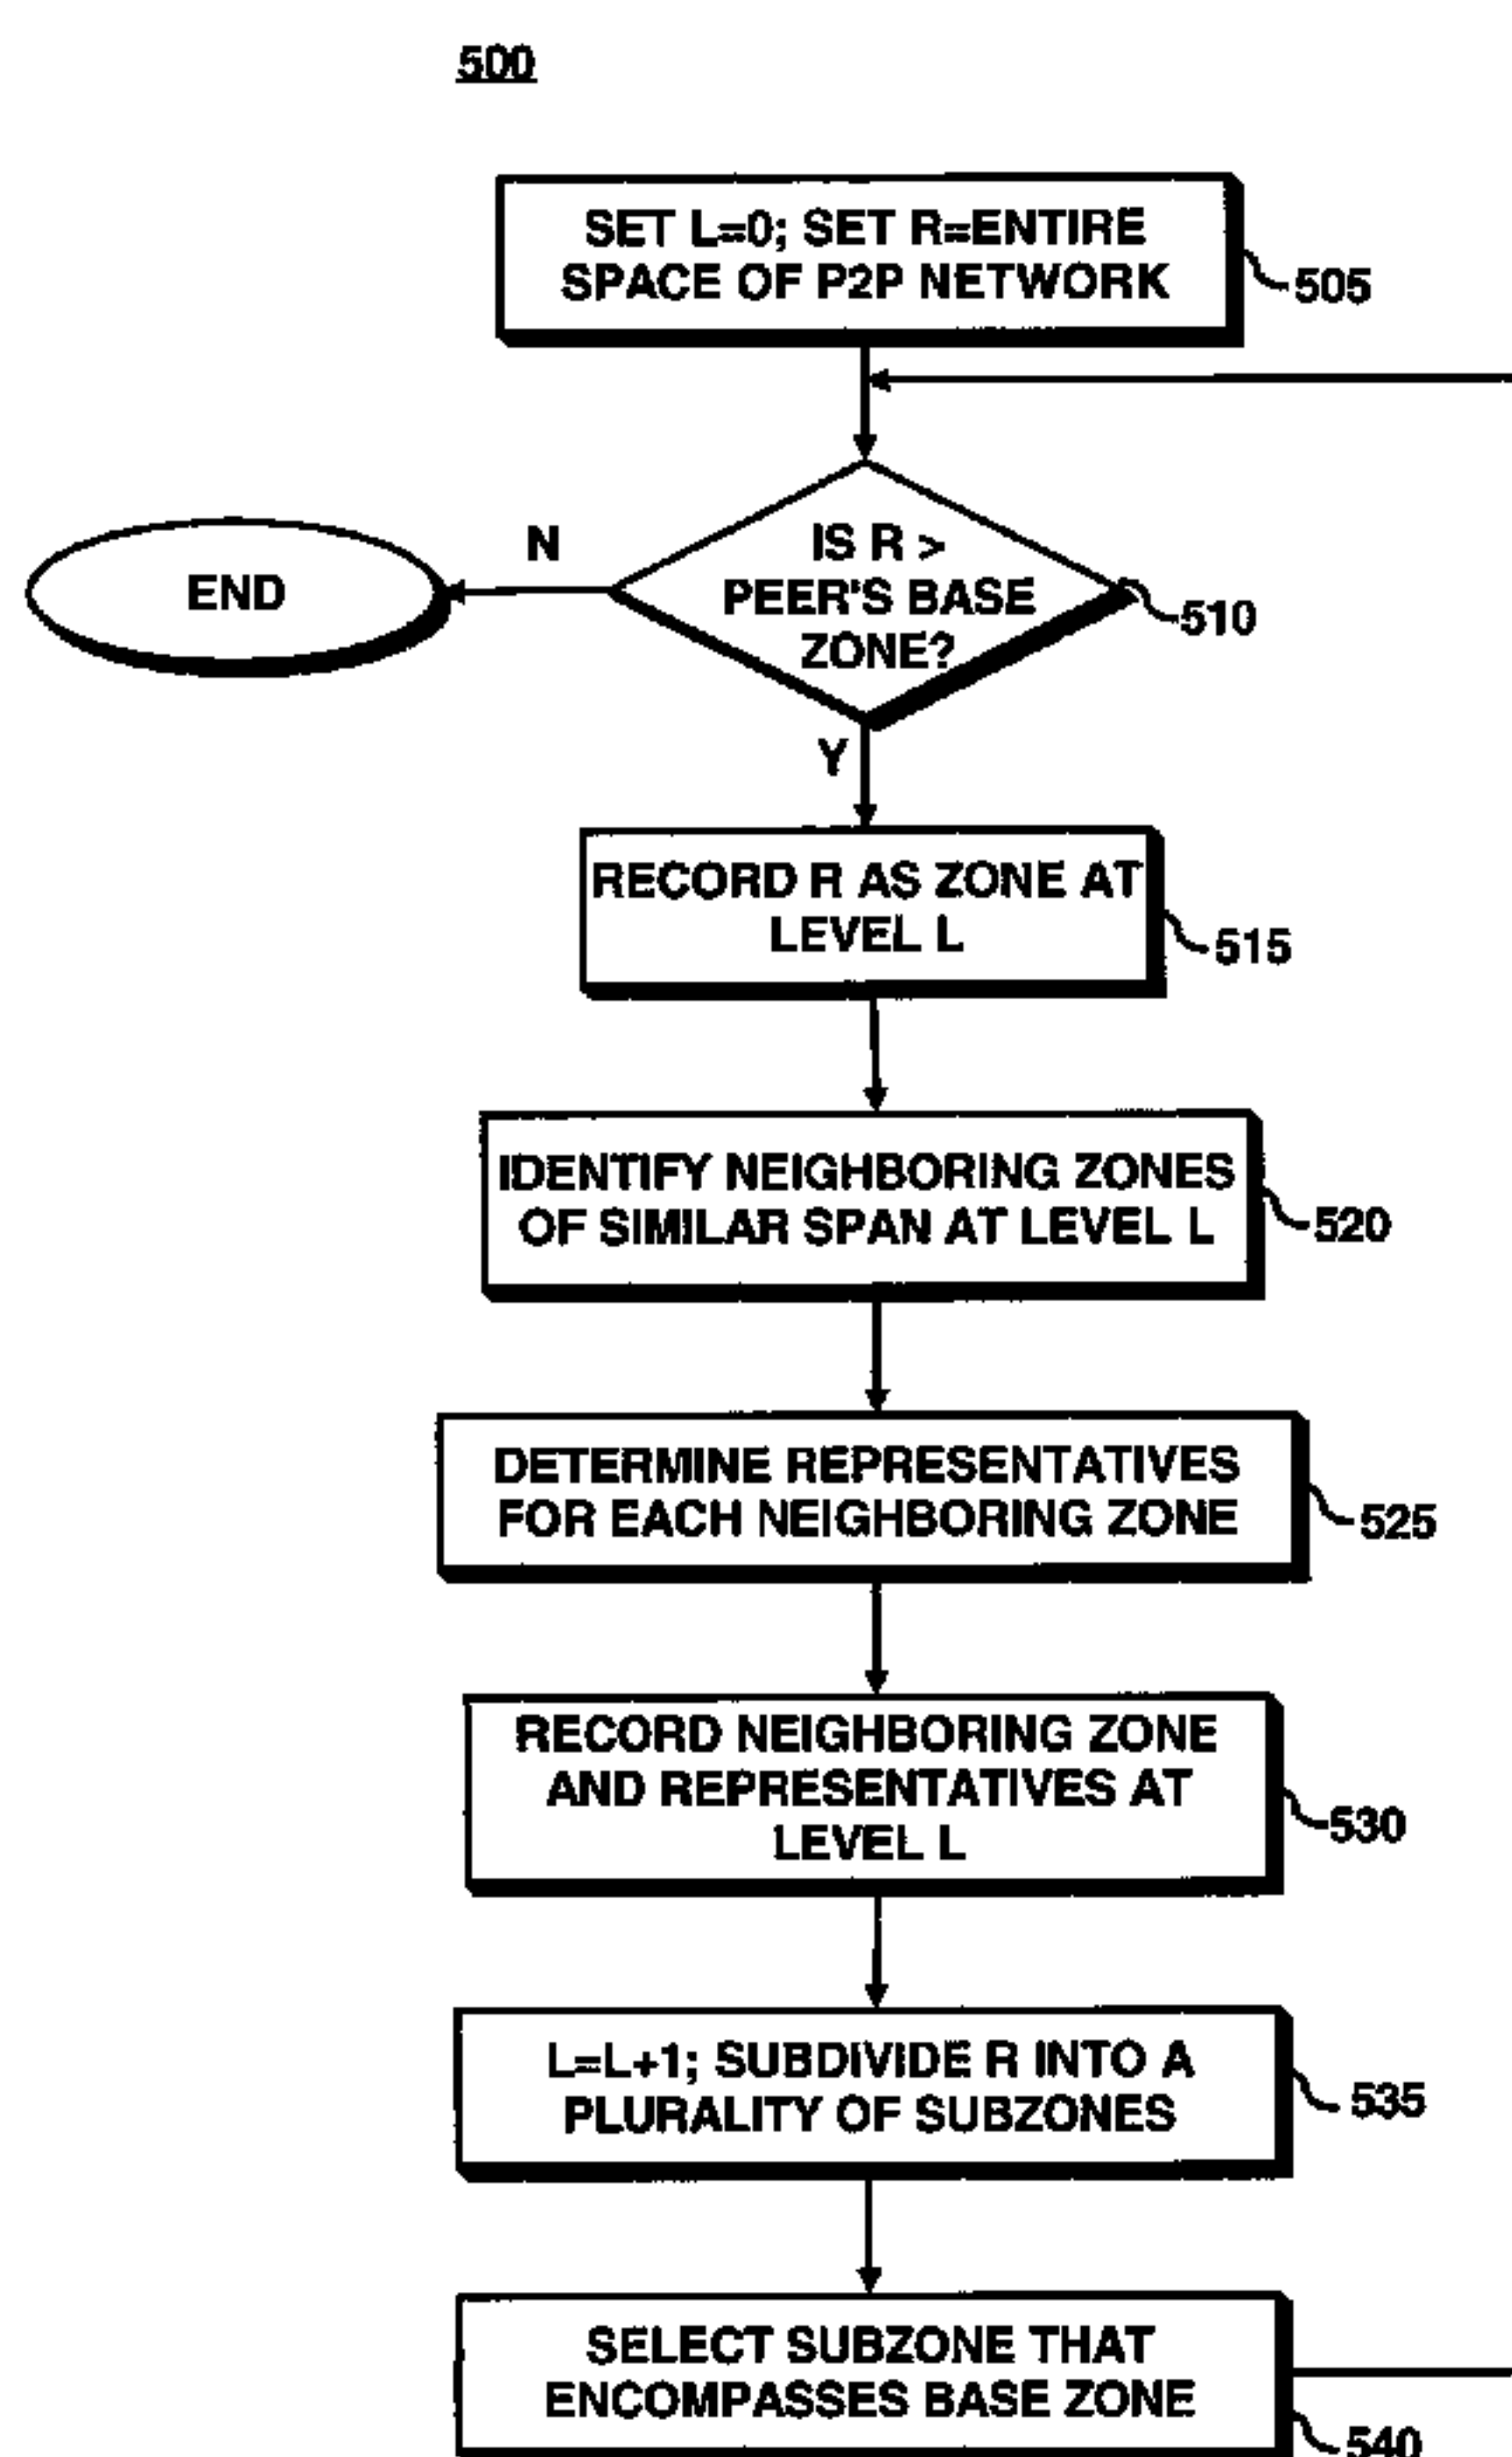 500
SET L=0; SET R=ENTIRE
SPACE OF P2P NETWORK
505
IS R >
PEER'S BASE
ZONE?
510
N
END
Y
RECORD R AS ZONE AT
LEVEL L
515
IDENTIFY NEIGHBORING ZONES
OF SIMILAR SPAN AT LEVEL L
520
DETERMINE REPRESENTATIVES
FOR EACH NEIGHBORING ZONE
525
RECORD NEIGHBORING ZONE
AND REPRESENTATIVES AT
LEVEL L
530
L=L+1; SUBDIVIDE R INTO A
PLURALITY OF SUBZONES
535
SELECT SUBZONE THAT
ENCOMPASSES BASE ZONE
540